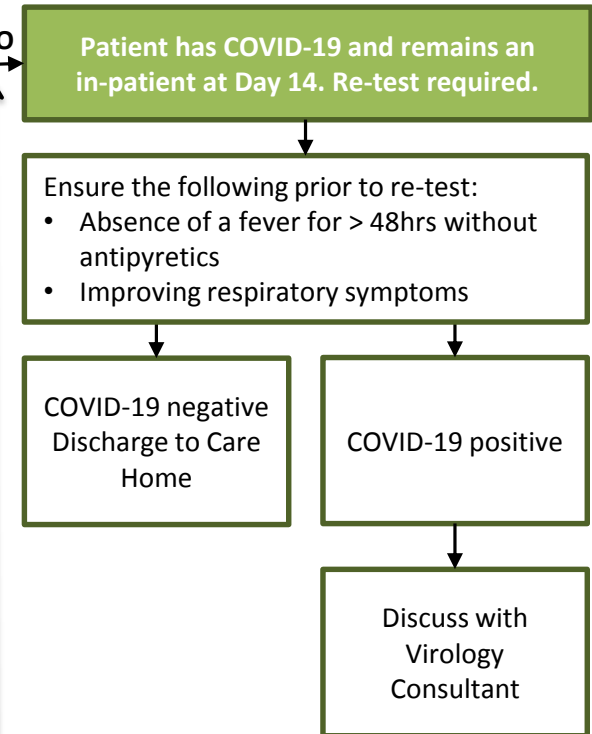 O
Patient has COVID-19 and remains an
in-patient at Day 14. Re-test required.
Ensure the following prior to re-test:
• Absence of a fever for > 48hrs without
antipyretics
• Improving respiratory symptoms
COVID-19 negative
Discharge to Care
Home
COVID-19 positive
Discuss with
Virology
Consultant